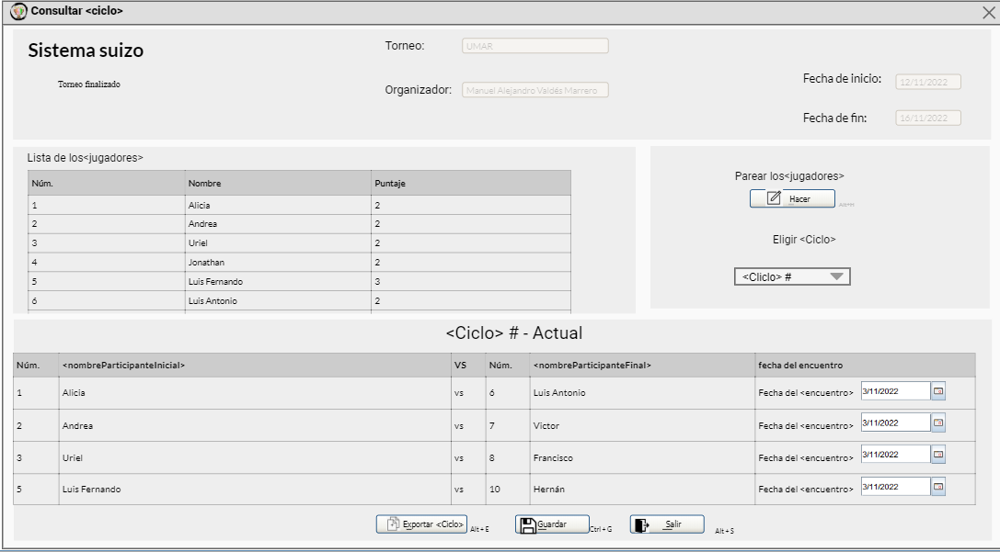 Consultar <ciclo>
Sistema suizo
Torneo finalizado
Torneo: UMAR
Organizador: Manuel Alejandro Valdés Marrero
Fecha de inicio: 12/11/2022
Fecha de fin: 16/11/2022
Lista de los<jugadores>
Núm. Nombre Puntaje
1 Alicia 2
2 Andrea 2
3 Uriel 2
4 Jonathan 2
5 Luis Fernando 3
6 Luis Antonio 2
Parear los<jugadores>
Hacer Alt+H
Eligir <Ciclo>
<Cliclo> #
<Ciclo> # - Actual
Núm. <nombreParticipanteInicial> VS Núm. <nombreParticipanteFinal> fecha del encuentro
1 Alicia vs 6 Luis Antonio Fecha del <encuentro> 3/11/2022
2 Andrea vs 7 Victor Fecha del <encuentro> 3/11/2022
3 Uriel vs 8 Francisco Fecha del <encuentro> 3/11/2022
5 Luis Fernando vs 10 Hernán Fecha del <encuentro> 3/11/2022
Exportar <Ciclo> Alt + E Guardar Ctrl + G Salir Alt + S